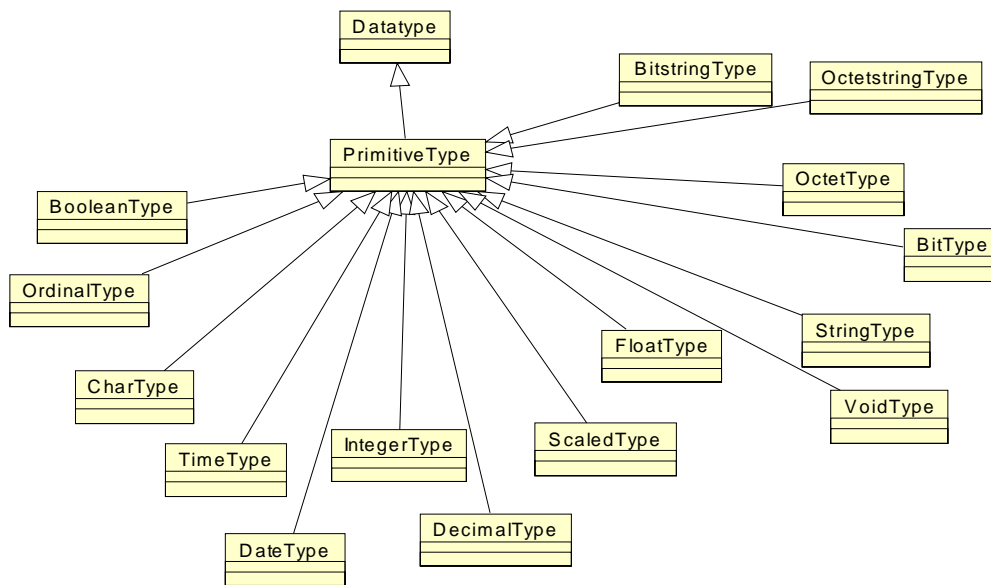 Datatype
BitstringType
OctetstringType
PrimitiveType
OctetType
BooleanType
BitType
OrdinalType
StringType
FloatType
CharType
VoidType
IntegerType
ScaledType
TimeType
DecimalType
DateType